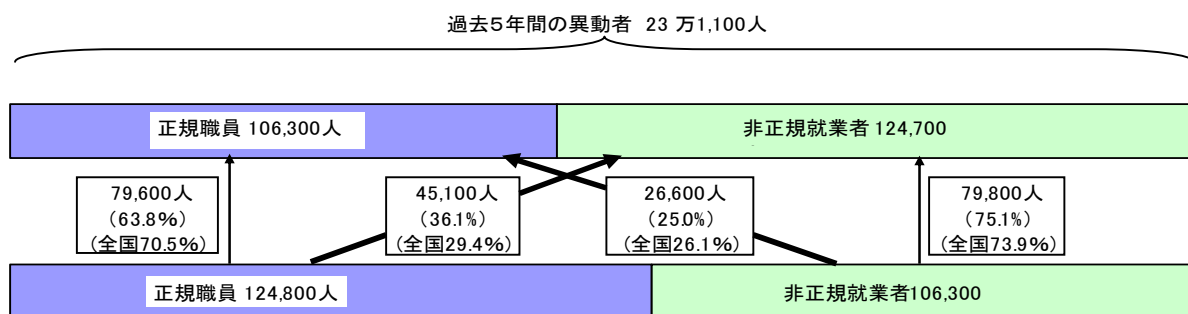 過去5年間の異動者 23 万1,100人
正規職員 106,300人
非正規就業者 124,700
79,600人
(63.8%)
(全国70.5%)
45,100人
(36.1%)
(全国29.4%)
26,600人
(25.0%)
(全国26.1%)
79,800人
(75.1%)
(全国73.9%)
正規職員 124,800人
非正規就業者106,300